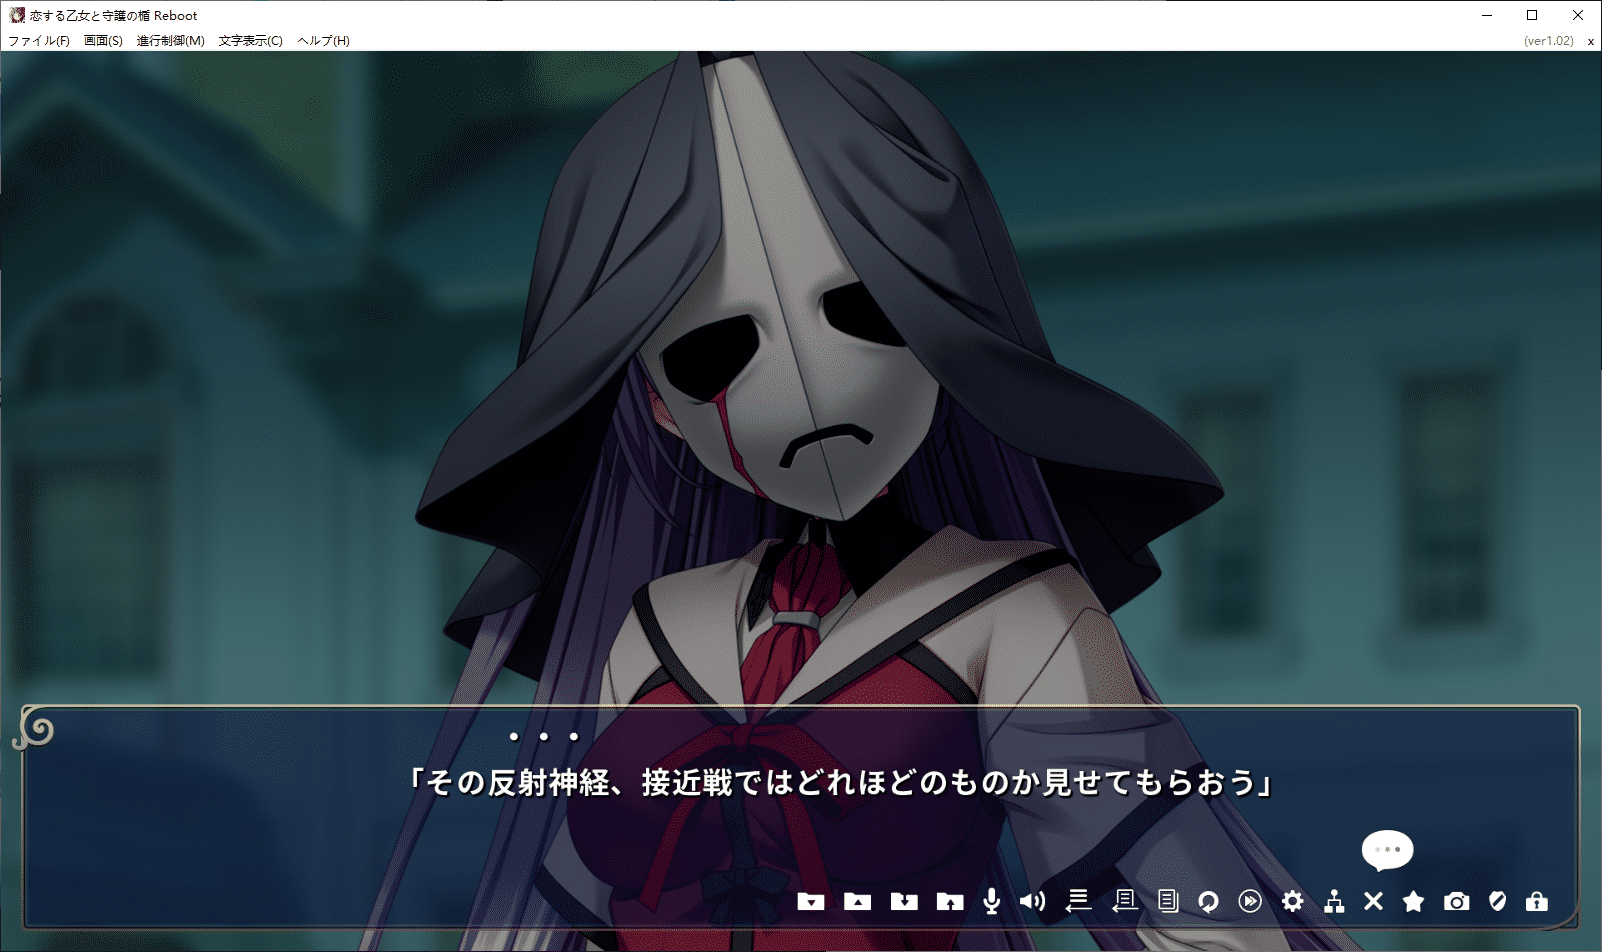 恋する乙女と守護の楯 Reboot
ファイル(F) 画面(S) 進行制御(M) 文字表示(C) ヘルプ(H) (ver1.02) x
・・・
「その反射神経、接近戦ではどれほどのものか見せてもらおう」